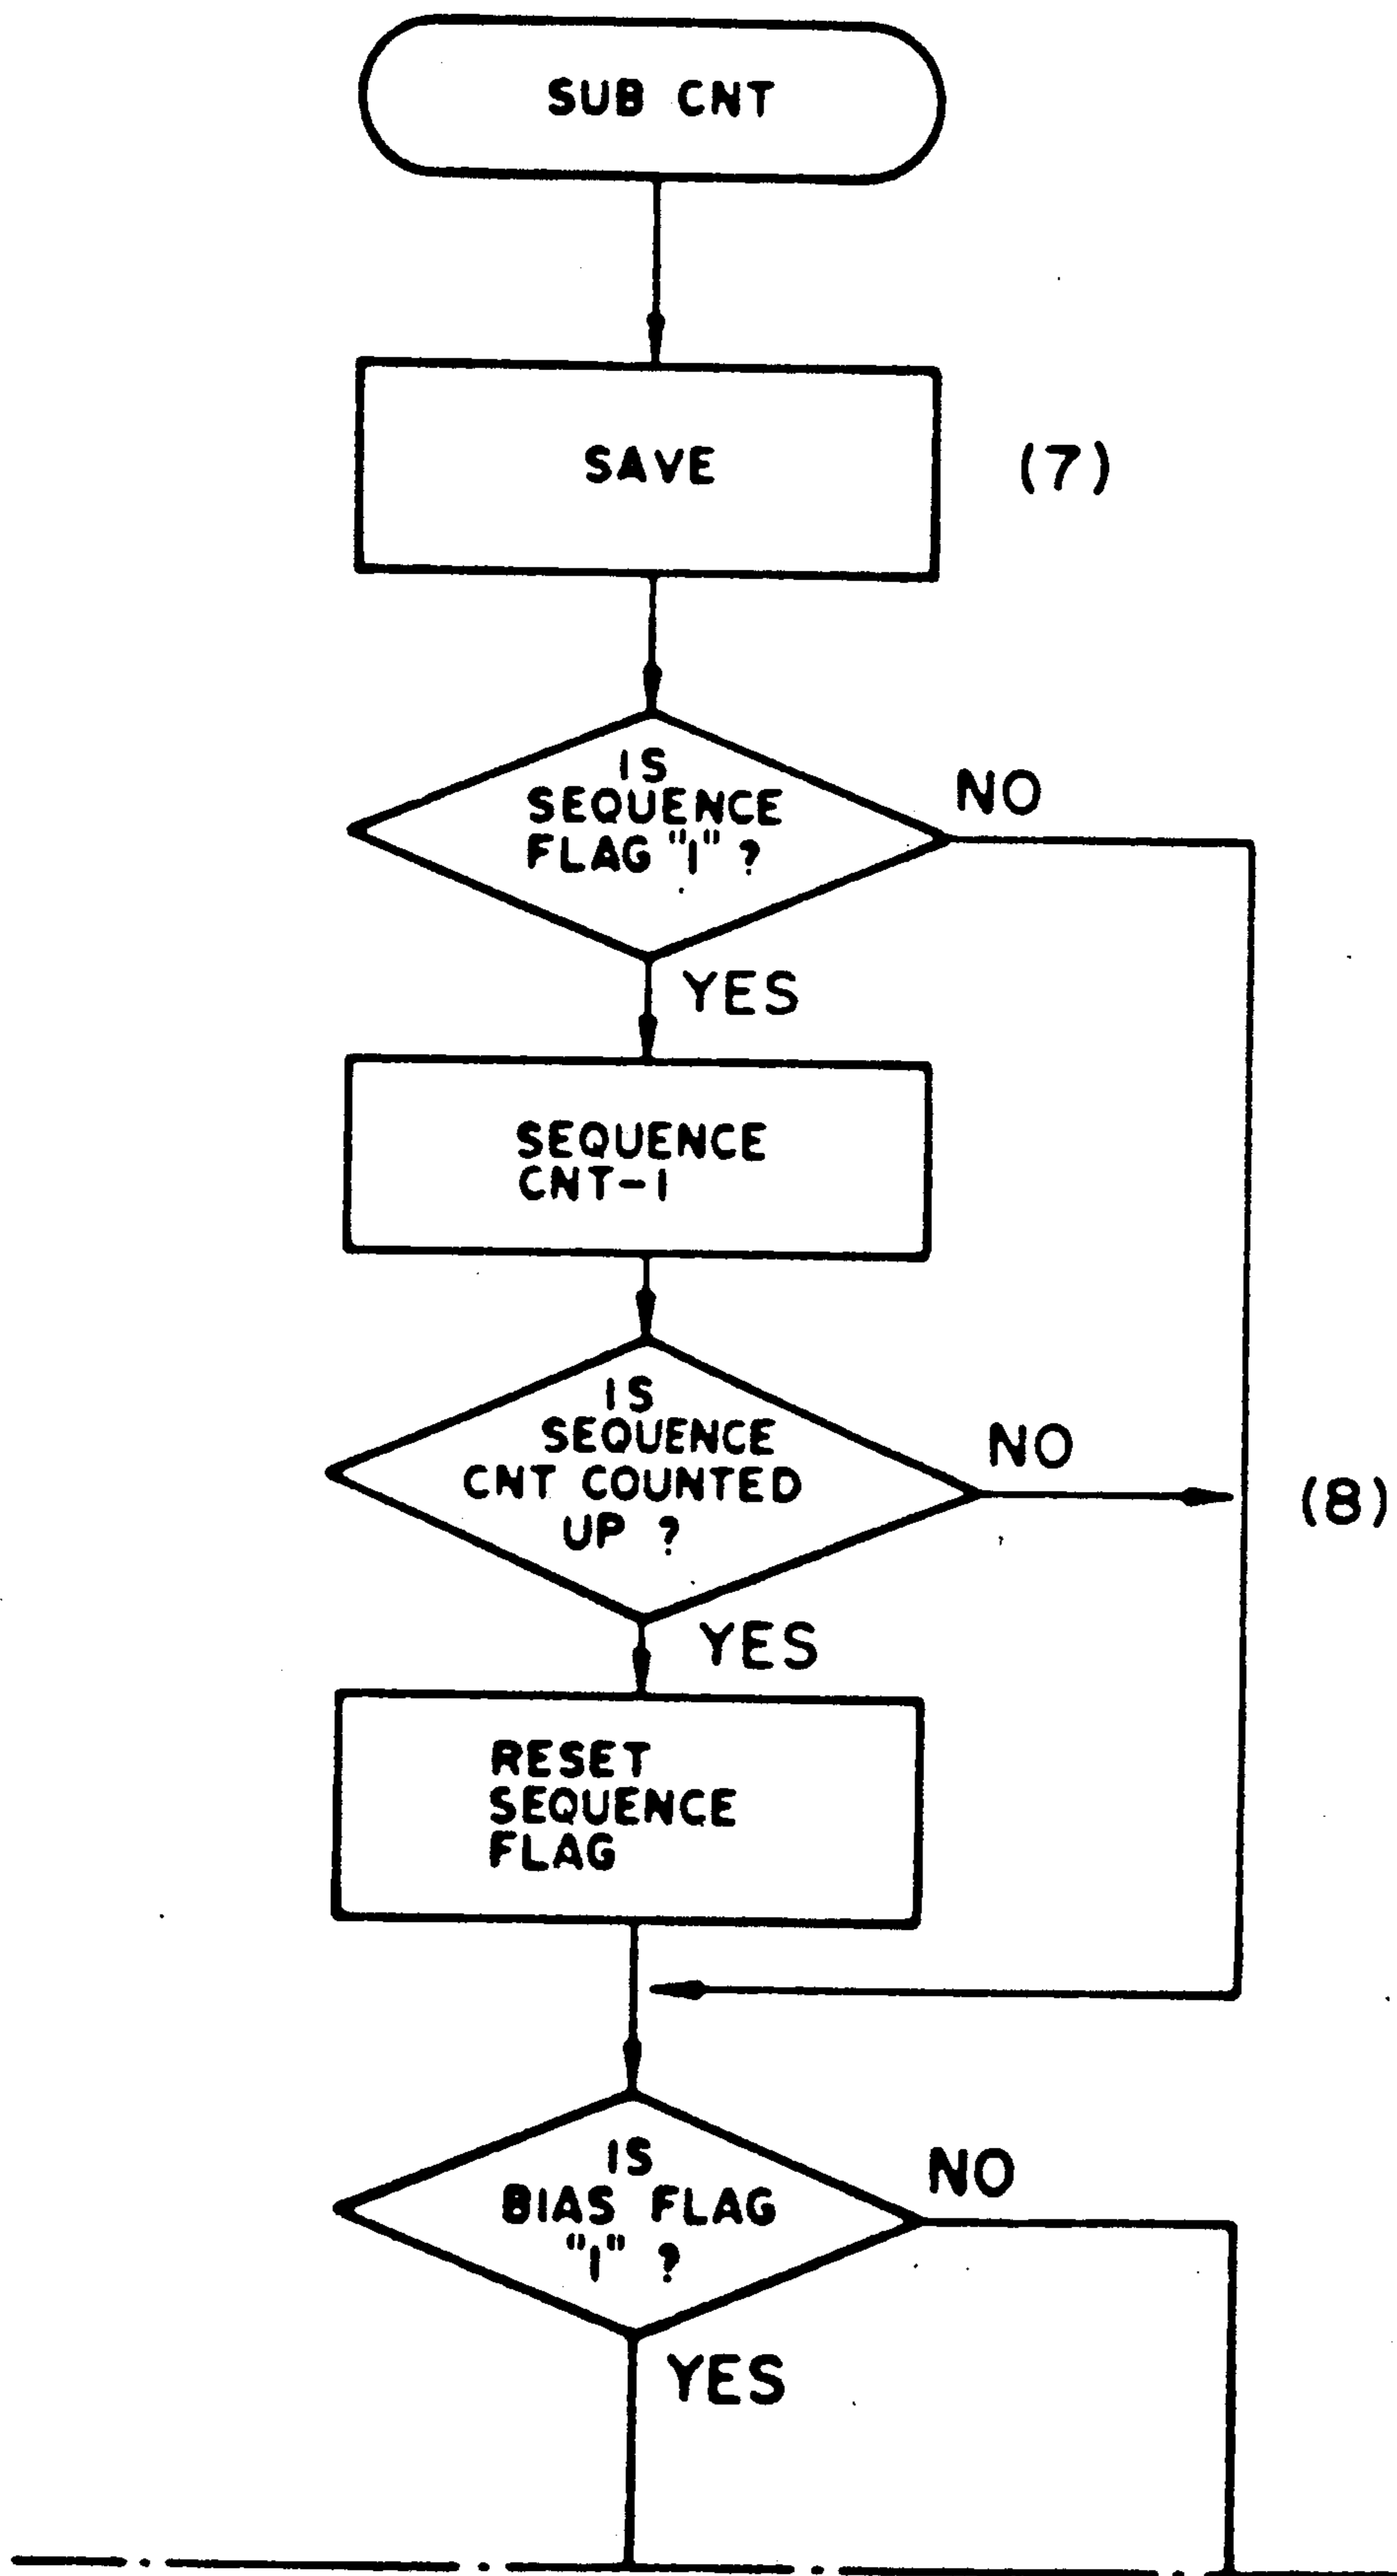 SUB CNT
SAVE
(7)
IS
SEQUENCE
FLAG "1" ?
NO
YES
SEQUENCE
CNT-1
IS
SEQUENCE
CNT COUNTED
UP ?
NO
(8)
YES
RESET
SEQUENCE
FLAG
IS
BIAS FLAG
"1" ?
NO
YES